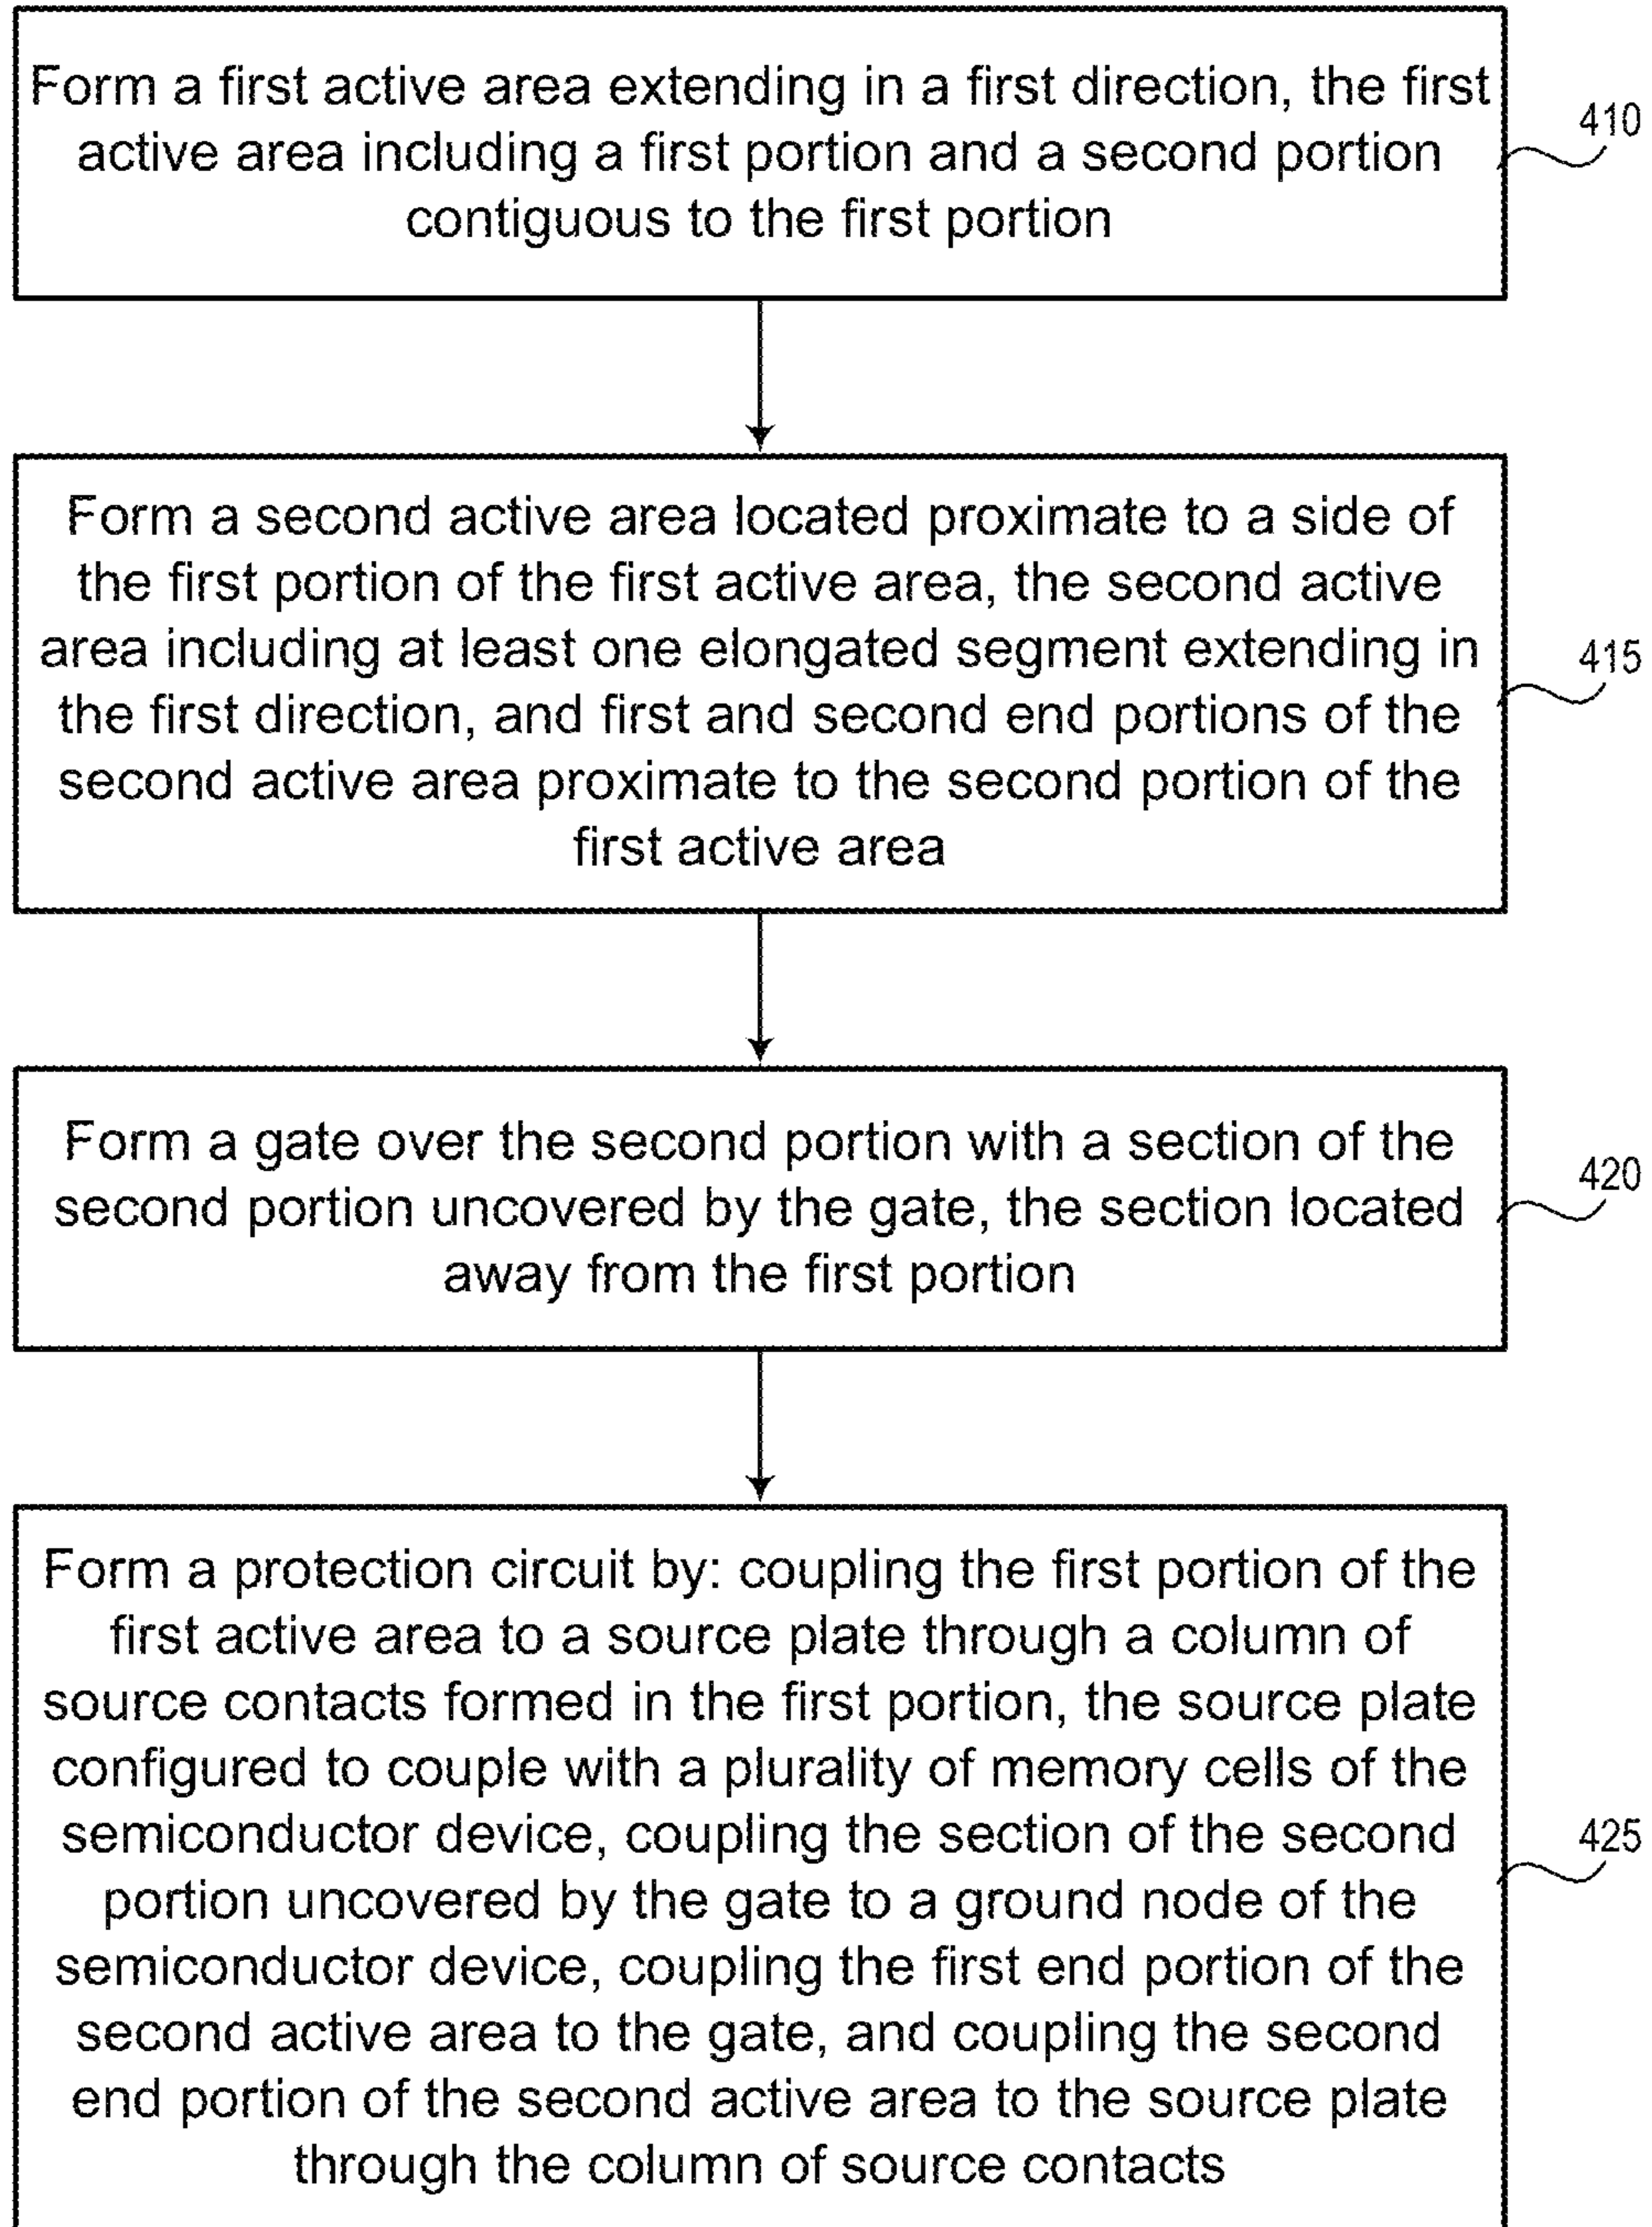 Form a first active area extending in a first direction, the first
active area including a first portion and a second portion
contiguous to the first portion
410
Form a second active area located proximate to a side of
the first portion of the first active area, the second active
area including at least one elongated segment extending in
the first direction, and first and second end portions of the
second active area proximate to the second portion of the
first active area
415
Form a gate over the second portion with a section of the
second portion uncovered by the gate, the section located
away from the first portion
420
Form a protection circuit by: coupling the first portion of the
first active area to a source plate through a column of
source contacts formed in the first portion, the source plate
configured to couple with a plurality of memory cells of the
semiconductor device, coupling the section of the second
portion uncovered by the gate to a ground node of the
semiconductor device, coupling the first end portion of the
second active area to the gate, and coupling the second
end portion of the second active area to the source plate
through the column of source contacts
425